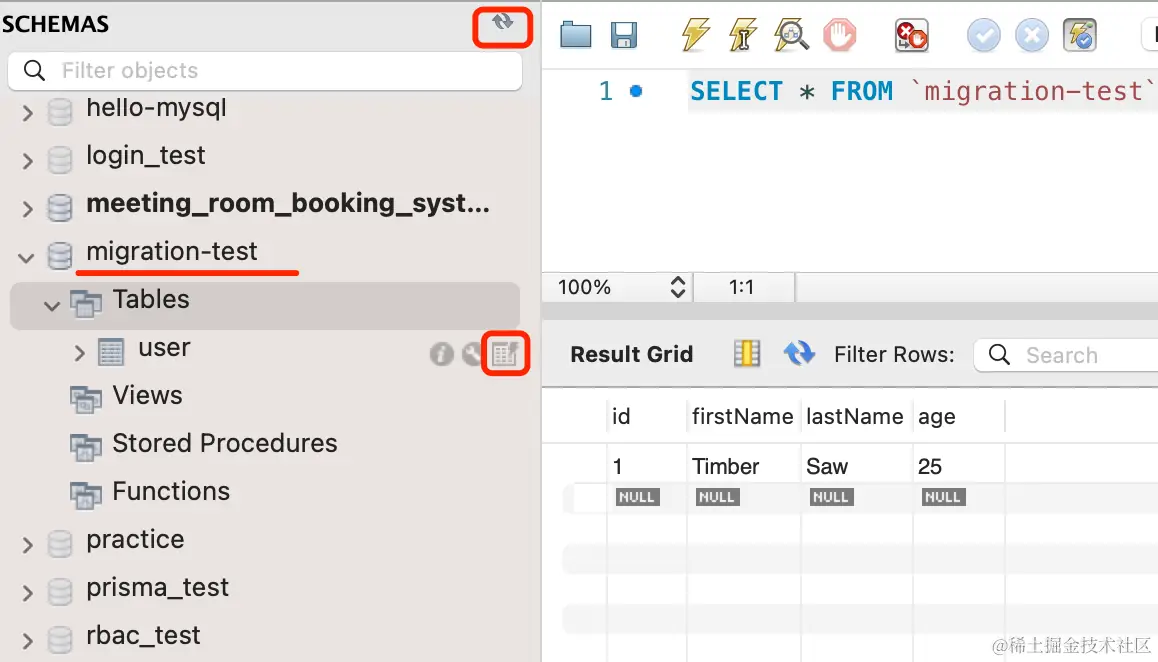 SCHEMAS
Filter objects
hello-mysql
login_test
meeting_room_booking_syst...
migration-test
Tables
user
Views
Stored Procedures
Functions
practice
prisma_test
rbac_test
1 SELECT * FROM `migration-test`
100% 1:1
Result Grid Filter Rows: Search
id firstName lastName age
1 Timber Saw 25
NULL NULL NULL NULL
@稀土掘金技术社区